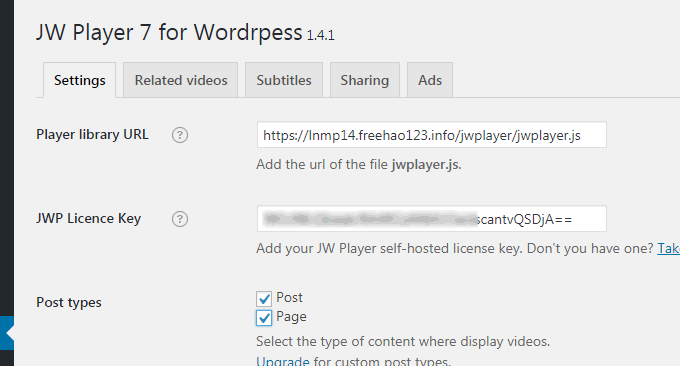 JW Player 7 for Wordrpess 1.4.1
Settings Related videos Subtitles Sharing Ads
Player library URL ? https://lnmp14.freehao123.info/jwplayer/jwplayer.js
Add the url of the file jwplayer.js.
JWP Licence Key ? scantvQSDjA==
Add your JW Player self-hosted license key. Don't you have one? Take
Post types Post
Page
Select the type of content where display videos.
Upgrade for custom post types.